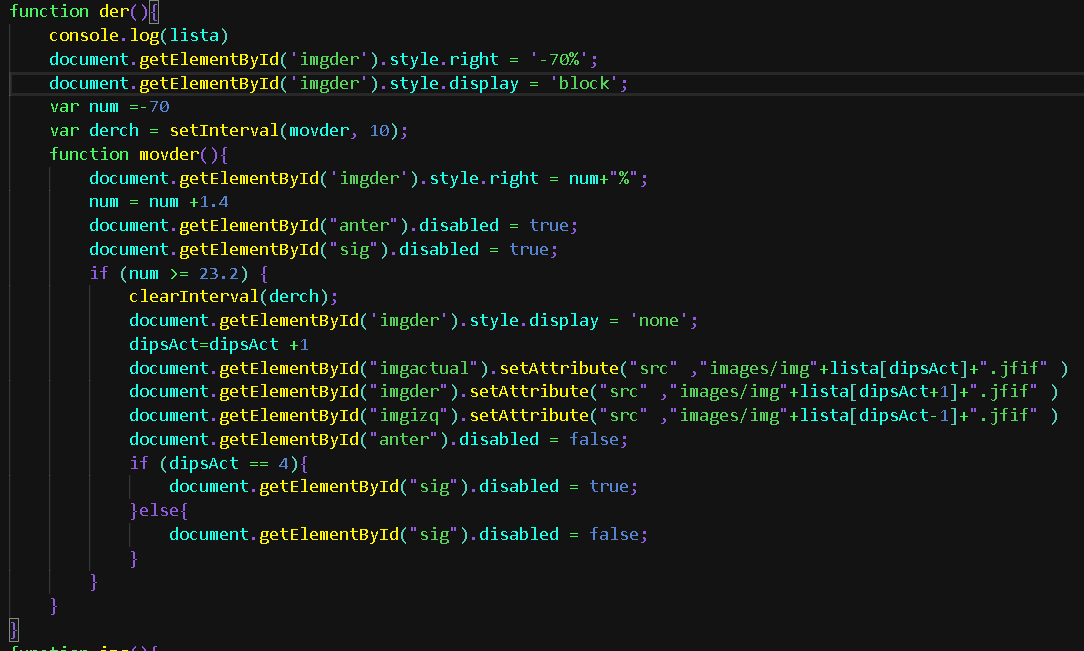 function der(){
    console.log(lista)
    document.getElementById('imgder').style.right = '-70%';
    document.getElementById('imgder').style.display = 'block';
    var num =-70
    var derch = setInterval(movder, 10);
    function movder(){
        document.getElementById('imgder').style.right = num+"%";
        num = num +1.4
        document.getElementById("anter").disabled = true;
        document.getElementById("sig").disabled = true;
        if (num >= 23.2) {
            clearInterval(derch);
            document.getElementById('imgder').style.display = 'none';
            dipsAct=dipsAct +1
            document.getElementById("imgactual").setAttribute("src" ,"images/img"+lista[dipsAct]+".jfif" )
            document.getElementById("imgder").setAttribute("src" ,"images/img"+lista[dipsAct+1]+".jfif" )
            document.getElementById("imgizq").setAttribute("src" ,"images/img"+lista[dipsAct-1]+".jfif" )
            document.getElementById("anter").disabled = false;
            if (dipsAct == 4){
                document.getElementById("sig").disabled = true;
            }else{
                document.getElementById("sig").disabled = false;
            }
        }
    }
}
function